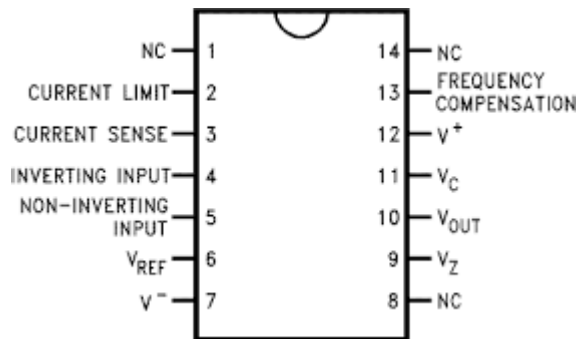 NC 1
CURRENT LIMIT 2
CURRENT SENSE 3
INVERTING INPUT 4
NON-INVERTING
INPUT 5
VREF 6
V- 7
14 NC
13 FREQUENCY
COMPENSATION
12 V+
11 VC
10 VOUT
9 VZ
8 NC